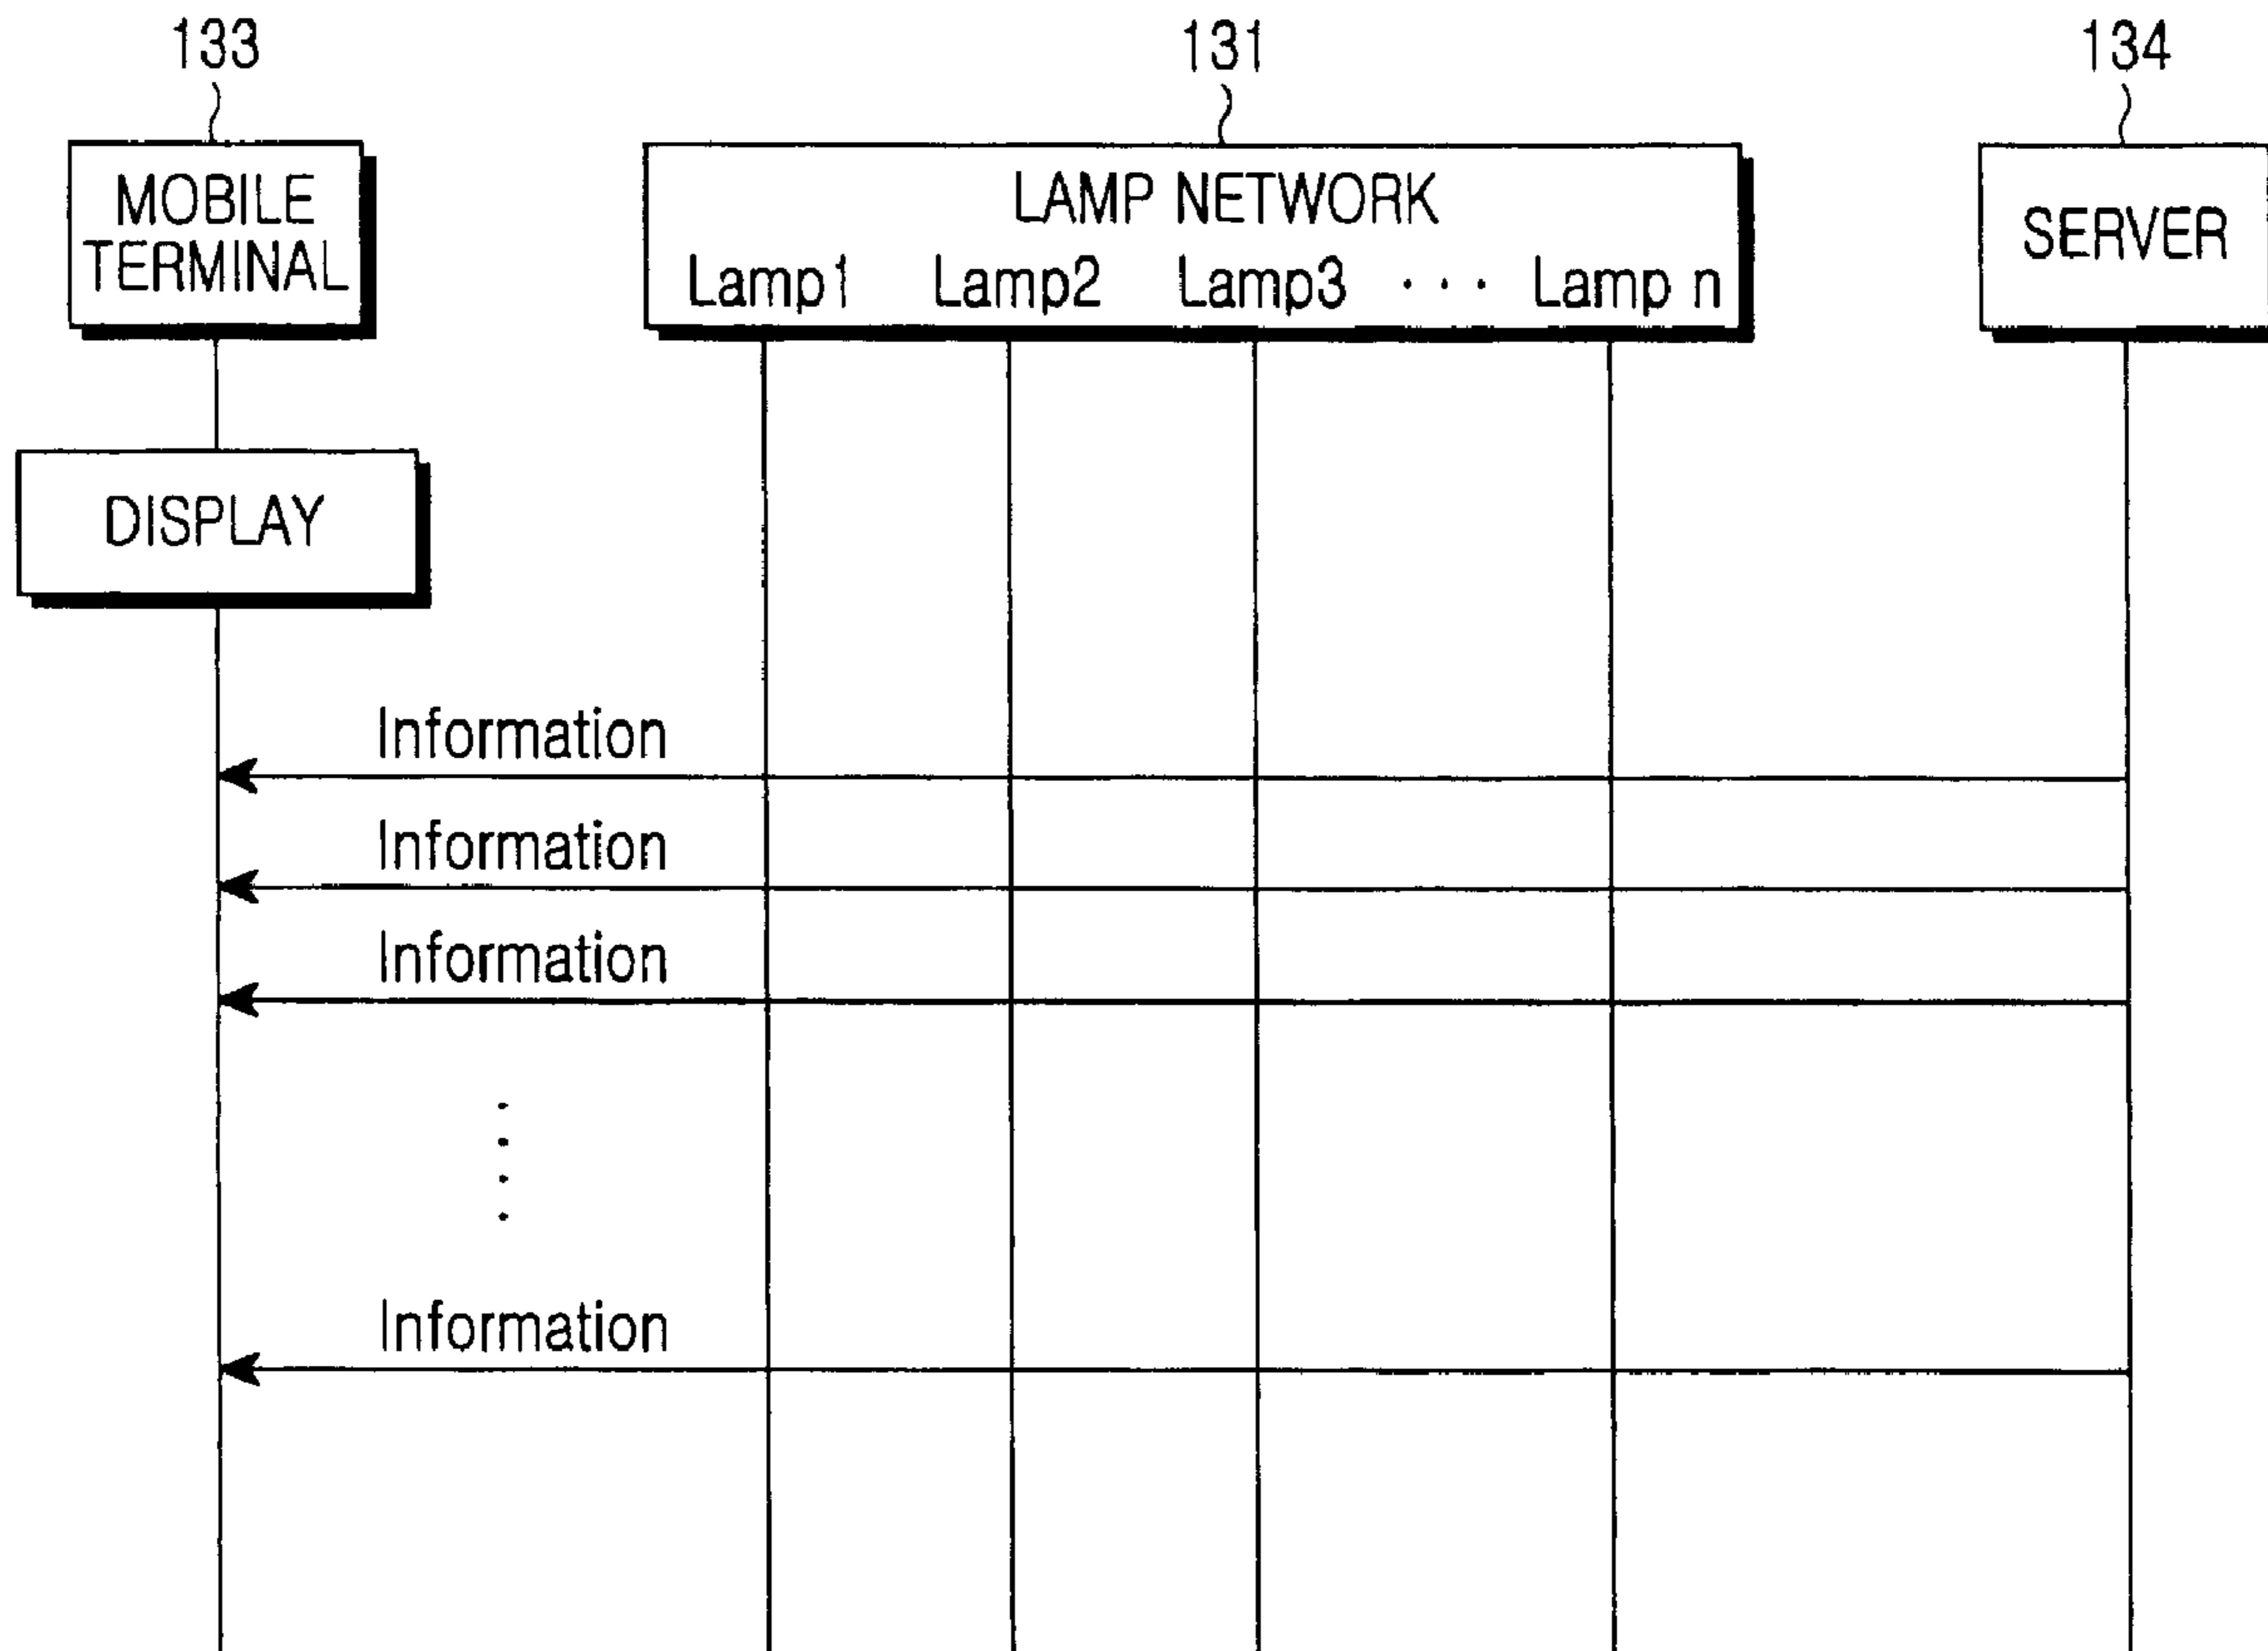 133
131
134
MOBILE
TERMINAL
LAMP NETWORK
Lamp1 Lamp2 Lamp3 ··· Lamp n
SERVER
DISPLAY
Information
Information
Information
Information